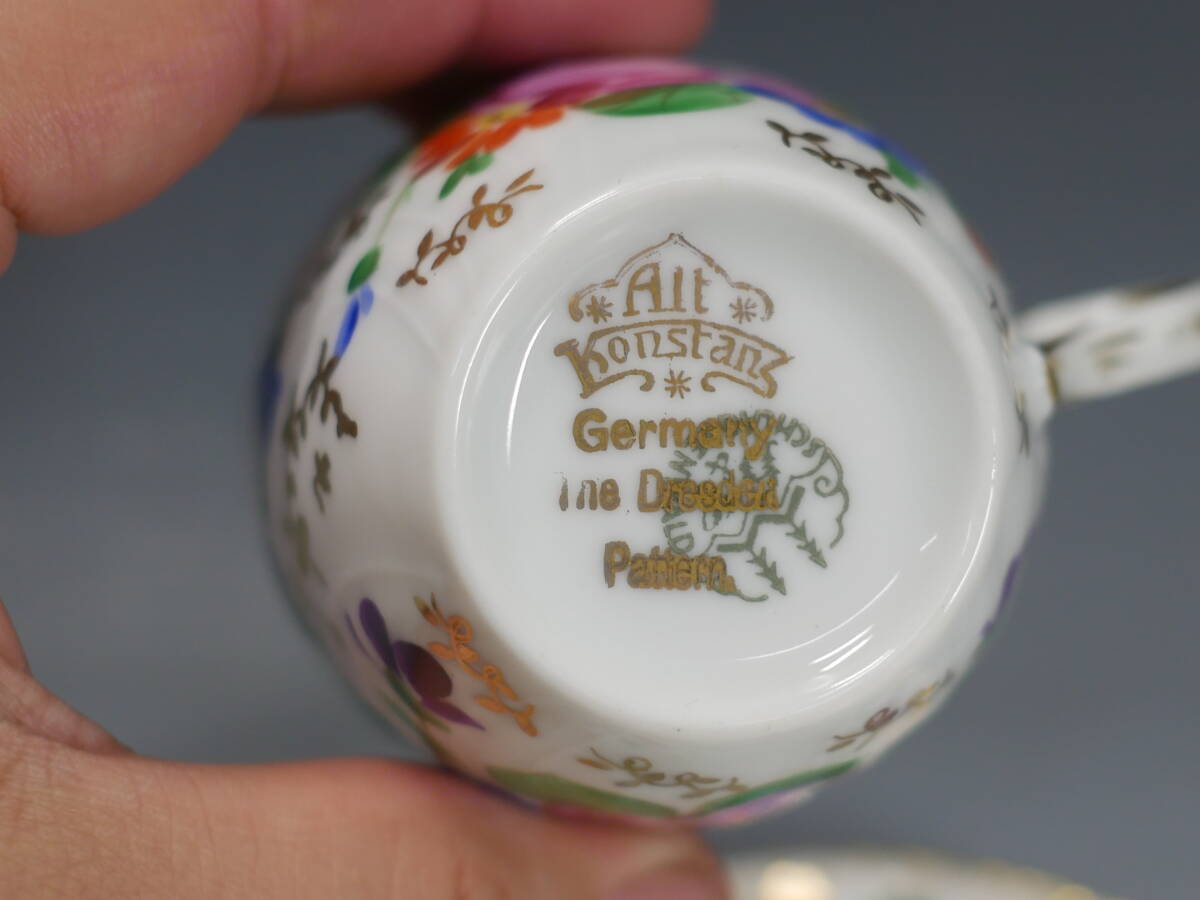 Alt
Konstanz
Germany
The Dresden
Pattern.